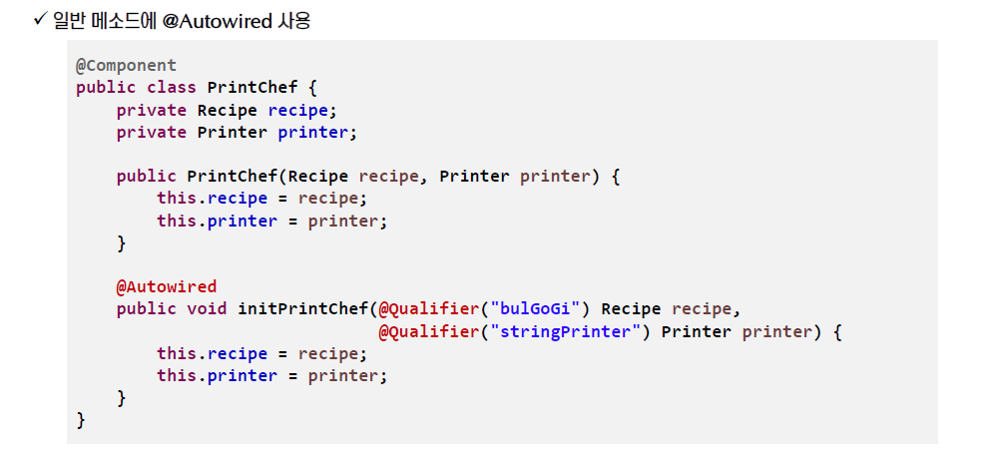 ✓ 일반 메소드에 @Autowired 사용
@Component
public class PrintChef {
    private Recipe recipe;
    private Printer printer;

    public PrintChef(Recipe recipe, Printer printer) {
        this.recipe = recipe;
        this.printer = printer;
    }

    @Autowired
    public void initPrintChef(@Qualifier("bulGoGi") Recipe recipe,
                              @Qualifier("stringPrinter") Printer printer) {
        this.recipe = recipe;
        this.printer = printer;
    }
}